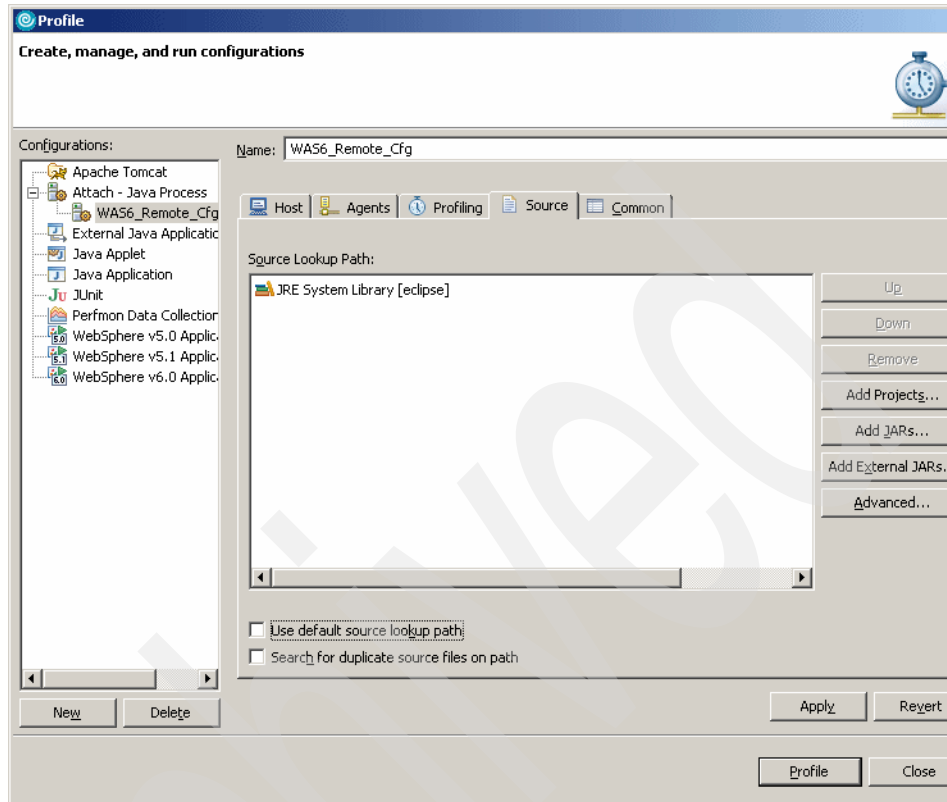 Profile
Create, manage, and run configurations
Configurations:
Apache Tomcat
Attach - Java Process
WAS6_Remote_Cfg
External Java Applicatic
Java Applet
Java Application
JUnit
Perfmon Data Collection
WebSphere v5.0 Applic
WebSphere v5.1 Applic
WebSphere v6.0 Applic
New
Delete
Name: WAS6_Remote_Cfg
Host Agents Profiling Source Common
Source Lookup Path:
JRE System Library [eclipse]
Up
Down
Remove
Add Projects...
Add JARs...
Add External JARs.
Advanced...
Use default source lookup path
Search for duplicate source files on path
Apply Revert
Profile Close